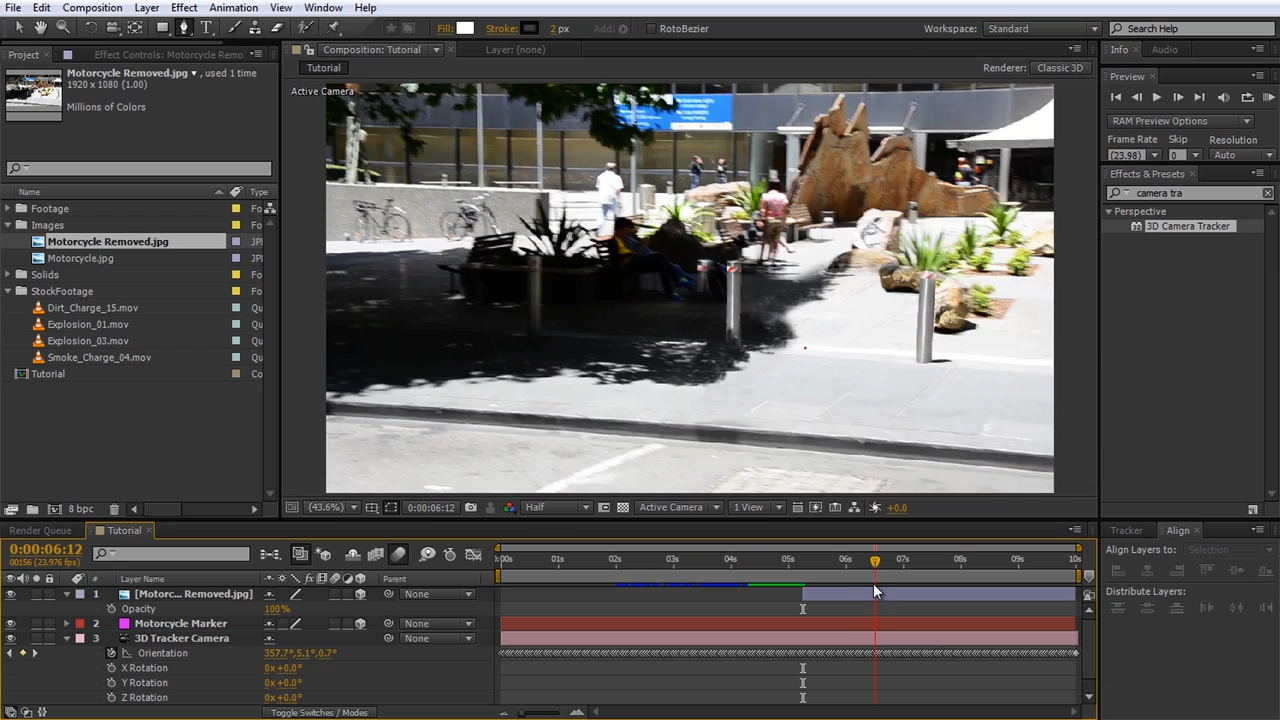 File Edit Composition Layer Effect Animation View Window Help
Fill: Stroke: 2 px Add: RotoBezier Workspace: Standard Search Help
Project Effect Controls: Motorcycle Remo Composition: Tutorial Layer: (none) Info Audio
Tutorial Renderer: Classic 3D
Motorcycle Removed.jpg ▼, used 1 time
1920 x 1080 (1.00)
Millions of Colors
Active Camera
Preview
RAM Preview Options
Frame Rate Skip Resolution
(23.98) 0 Auto
Effects & Presets
camera tra
Perspective
3D Camera Tracker
Name Type
Footage Fo
Images Fo
Motorcycle Removed.jpg JPI
Motorcycle.jpg JPI
Solids Fo
StockFootage Fo
Dirt_Charge_15.mov Qu
Explosion_01.mov Qu
Explosion_03.mov Qu
Smoke_Charge_04.mov Qu
Tutorial Co
8 bpc
(43.6%) 0:00:06:12 Half Active Camera 1 View +0.0
Render Queue Tutorial
Tracker Align
0:00:06:12
00156 (23.976 fps)
:00s 01s 02s 03s 04s 05s 06s 07s 08s 09s 10s
Align Layers to: Selection
Distribute Layers:
# Layer Name Parent
1 [Motorc... Removed.jpg] None
Opacity 100%
2 Motorcycle Marker None
3 3D Tracker Camera None
Orientation 357.7°,5.1°,0.7°
X Rotation 0x+0.0°
Y Rotation 0x+0.0°
Z Rotation 0x+0.0°
Toggle Switches / Modes